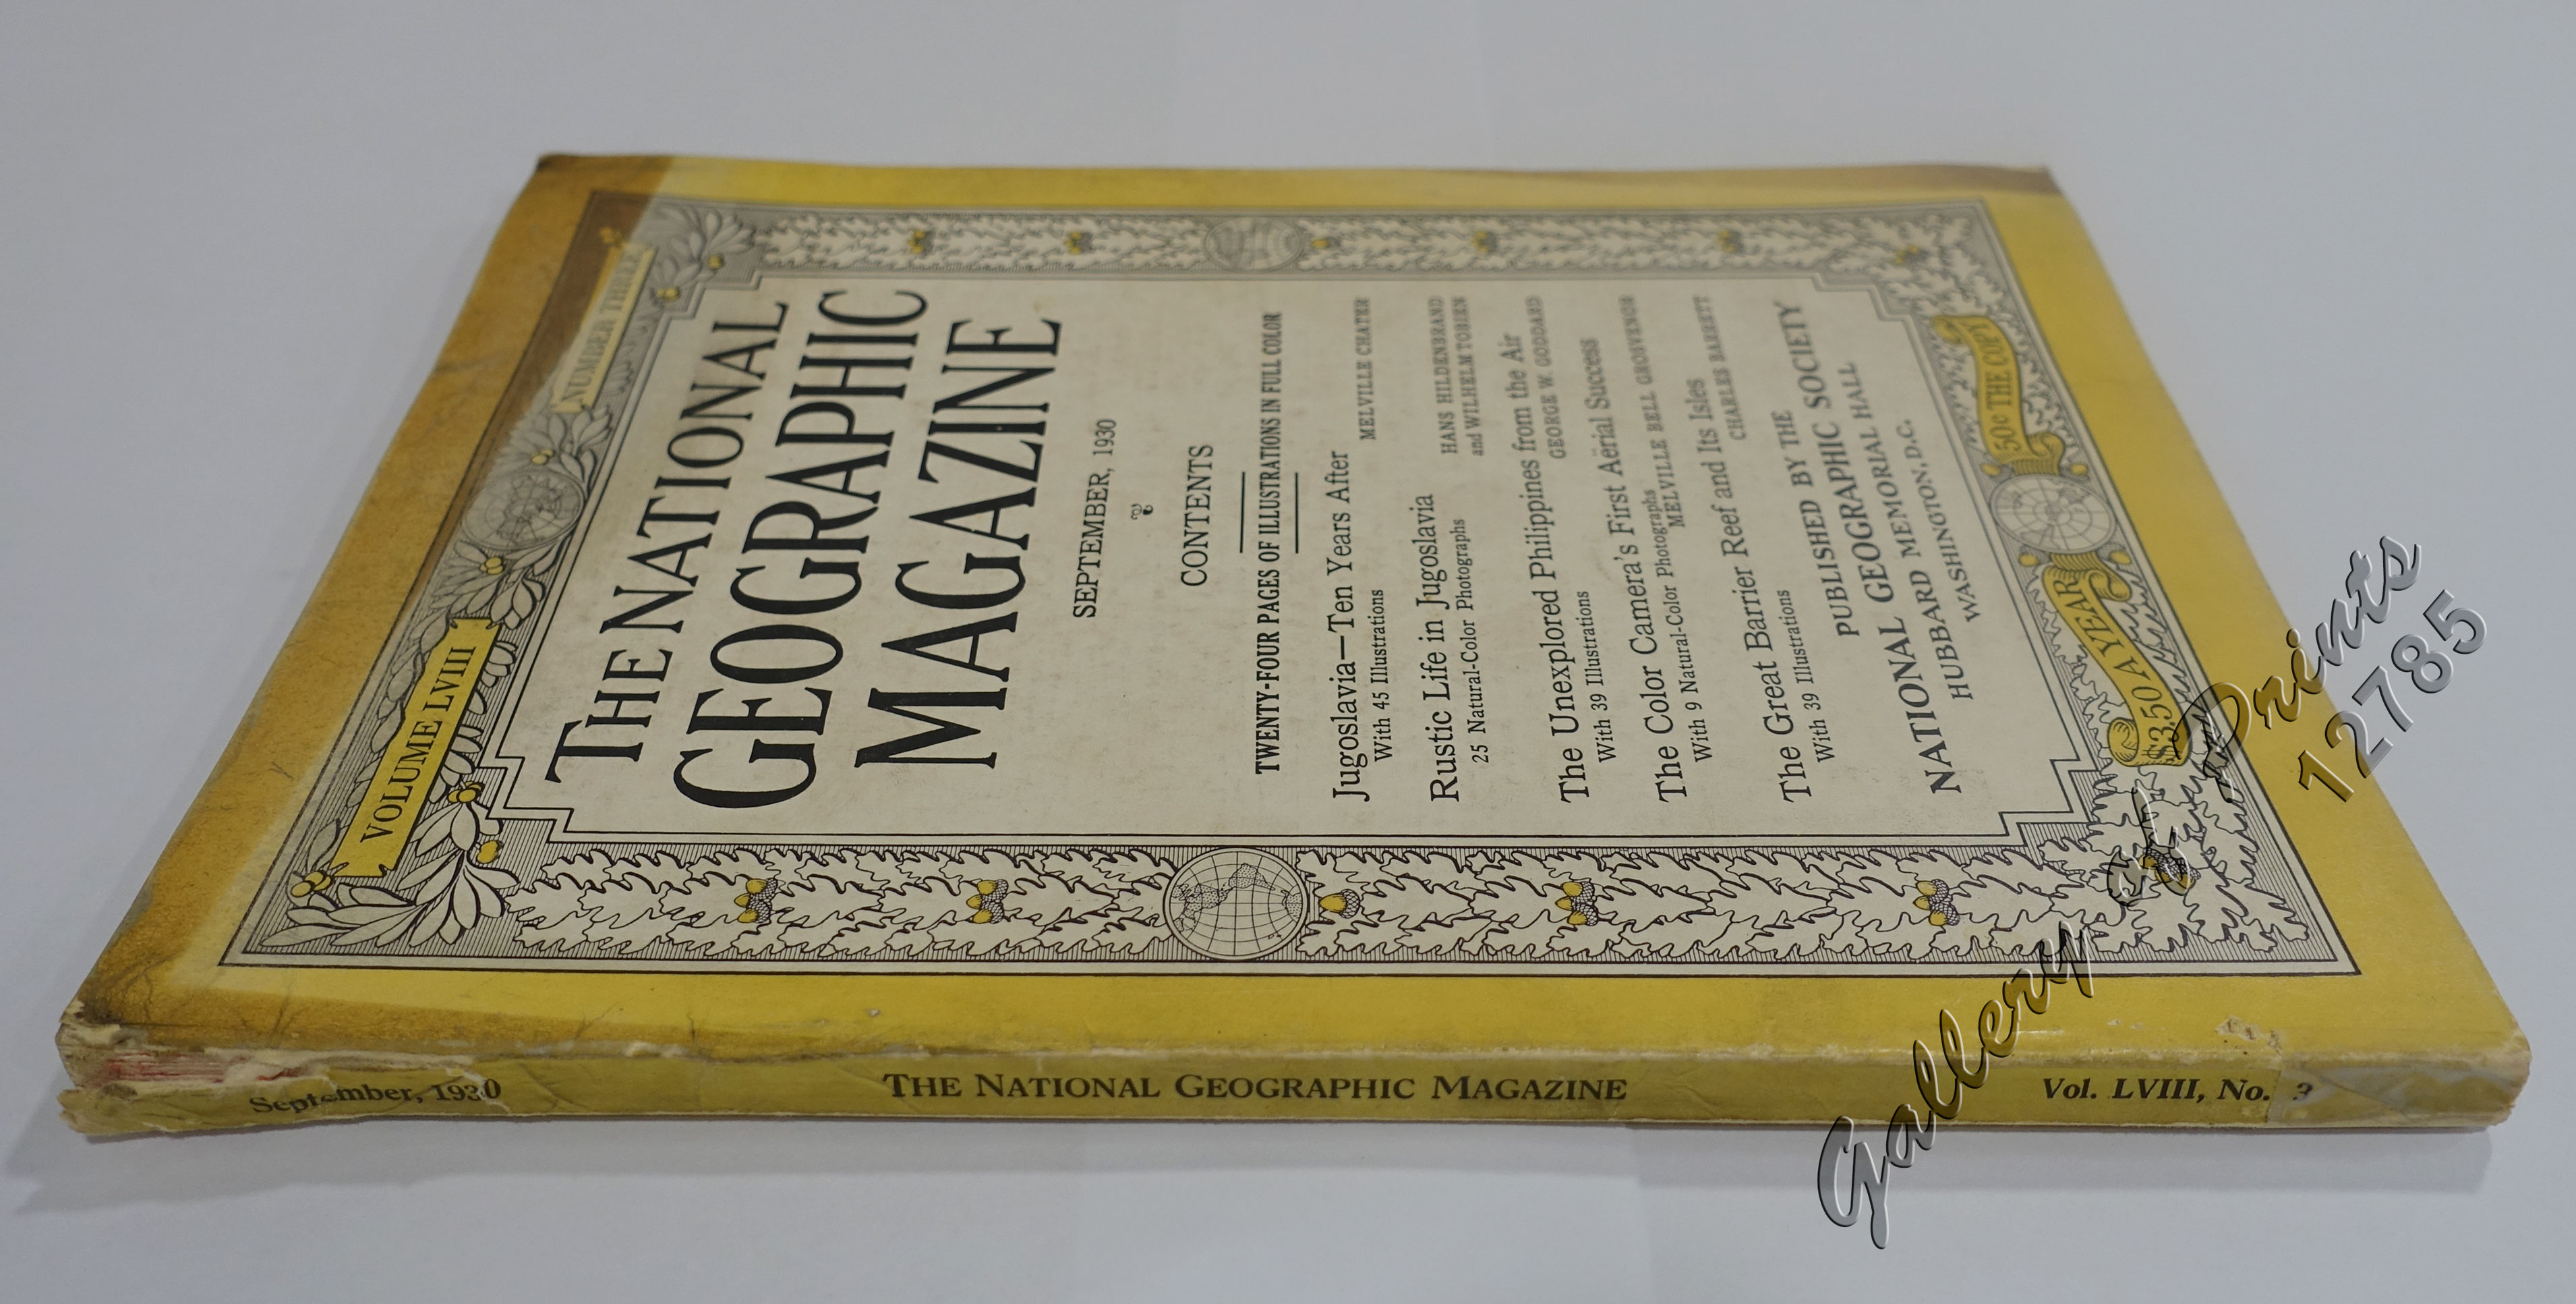 VOLUME LVIII
NUMBER THREE
THE NATIONAL
GEOGRAPHIC
MAGAZINE
SEPTEMBER, 1930
CONTENTS
TWENTY-FOUR PAGES OF ILLUSTRATIONS IN FULL COLOR
Jugoslavia—Ten Years After
With 45 Illustrations MELVILLE CHATER
Rustic Life in Jugoslavia
25 Natural-Color Photographs HANS HILDENBRAND
and WILHELM TOBIEN
The Unexplored Philippines from the Air
With 39 Illustrations GEORGE W. GODDARD
The Color Camera's First Aërial Success
With 9 Natural-Color Photographs MELVILLE BELL GROSVENOR
The Great Barrier Reef and Its Isles
With 39 Illustrations CHARLES BARRETT
PUBLISHED BY THE
NATIONAL GEOGRAPHIC SOCIETY
HUBBARD MEMORIAL HALL
WASHINGTON, D.C.
$3.50 A YEAR
50¢ THE COPY
September, 1930
THE NATIONAL GEOGRAPHIC MAGAZINE
Vol. LVIII, No. 3
Gallery of Prints
12785